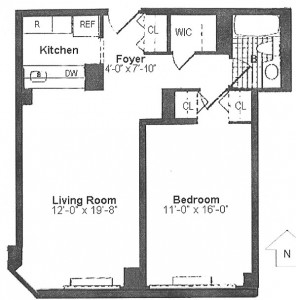 R REF
CL WIC
Kitchen
Foyer
4'-0" x 7'-10"
DW
B
CL CL
Living Room
12'-0" x 19'-8"
Bedroom
11'-0" x 16'-0"
N